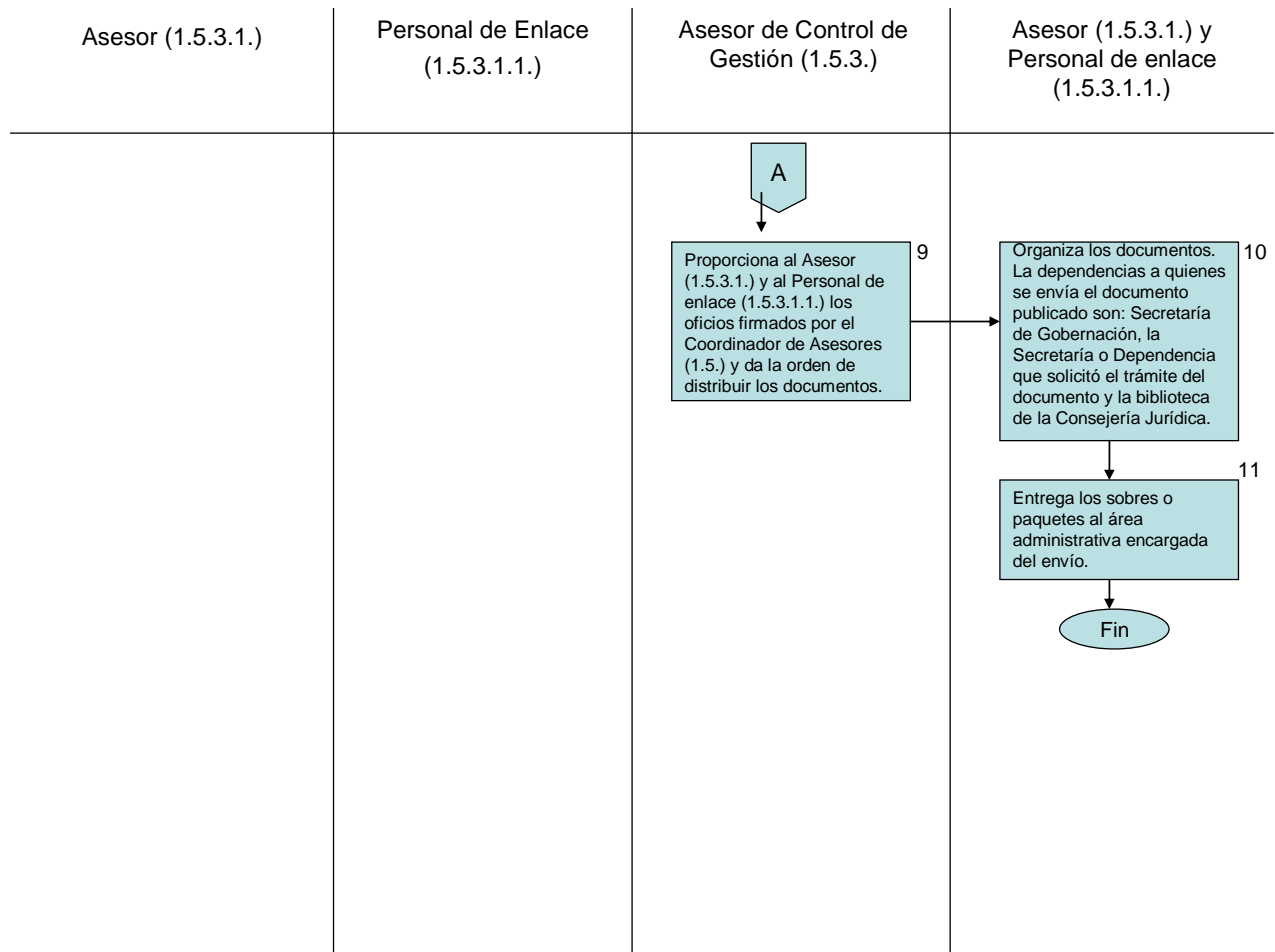 Asesor (1.5.3.1.)
Personal de Enlace
(1.5.3.1.1.)
Asesor de Control de
Gestión (1.5.3.)
Asesor (1.5.3.1.) y
Personal de enlace
(1.5.3.1.1.)
A
9
Proporciona al Asesor
(1.5.3.1.) y al Personal de
enlace (1.5.3.1.1.) los
oficios firmados por el
Coordinador de Asesores
(1.5.) y da la orden de
distribuir los documentos.
10
Organiza los documentos.
La dependencias a quienes
se envía el documento
publicado son: Secretaría
de Gobernación, la
Secretaría o Dependencia
que solicitó el trámite del
documento y la biblioteca
de la Consejería Jurídica.
11
Entrega los sobres o
paquetes al área
administrativa encargada
del envío.
Fin